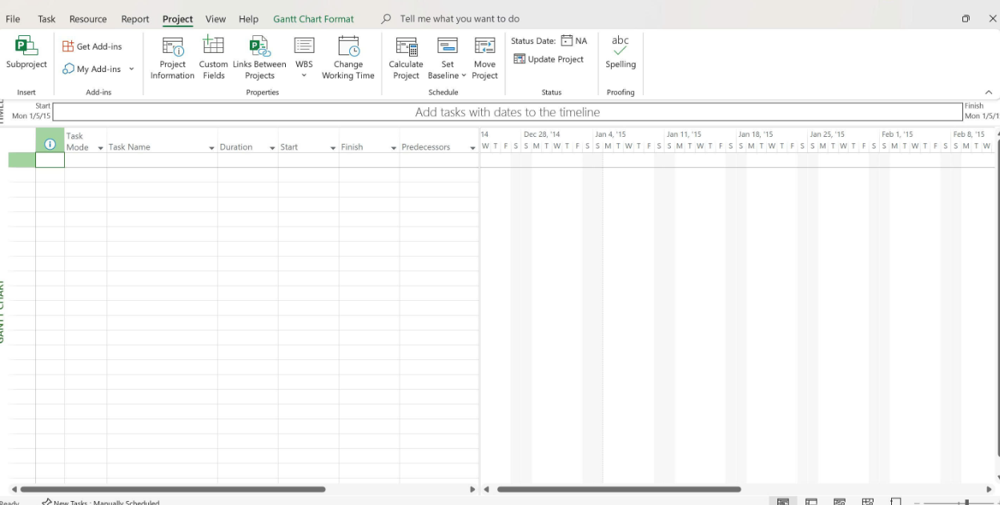 File Task Resource Report Project View Help Gantt Chart Format Tell me what you want to do
Subproject
Get Add-ins
My Add-ins
Project Information
Custom Fields
Links Between Projects
WBS
Change Working Time
Calculate Project
Set Baseline
Move Project
Status Date: NA
Update Project
abc
Spelling
Insert Add-ins Properties Schedule Status Proofing
Start
Mon 1/5/15
Add tasks with dates to the timeline
Finish
Mon 1/5/1
Task Mode Task Name Duration Start Finish Predecessors
14 Dec 28, '14 Jan 4, '15 Jan 11, '15 Jan 18, '15 Jan 25, '15 Feb 1, '15 Feb 8, '15
W T F S S M T W T F S S M T W T F S S M T W T F S S M T W T F S S M T W T F S S M T W T F S S M T W
GANTT CHART
Ready New Tasks : Manually Scheduled